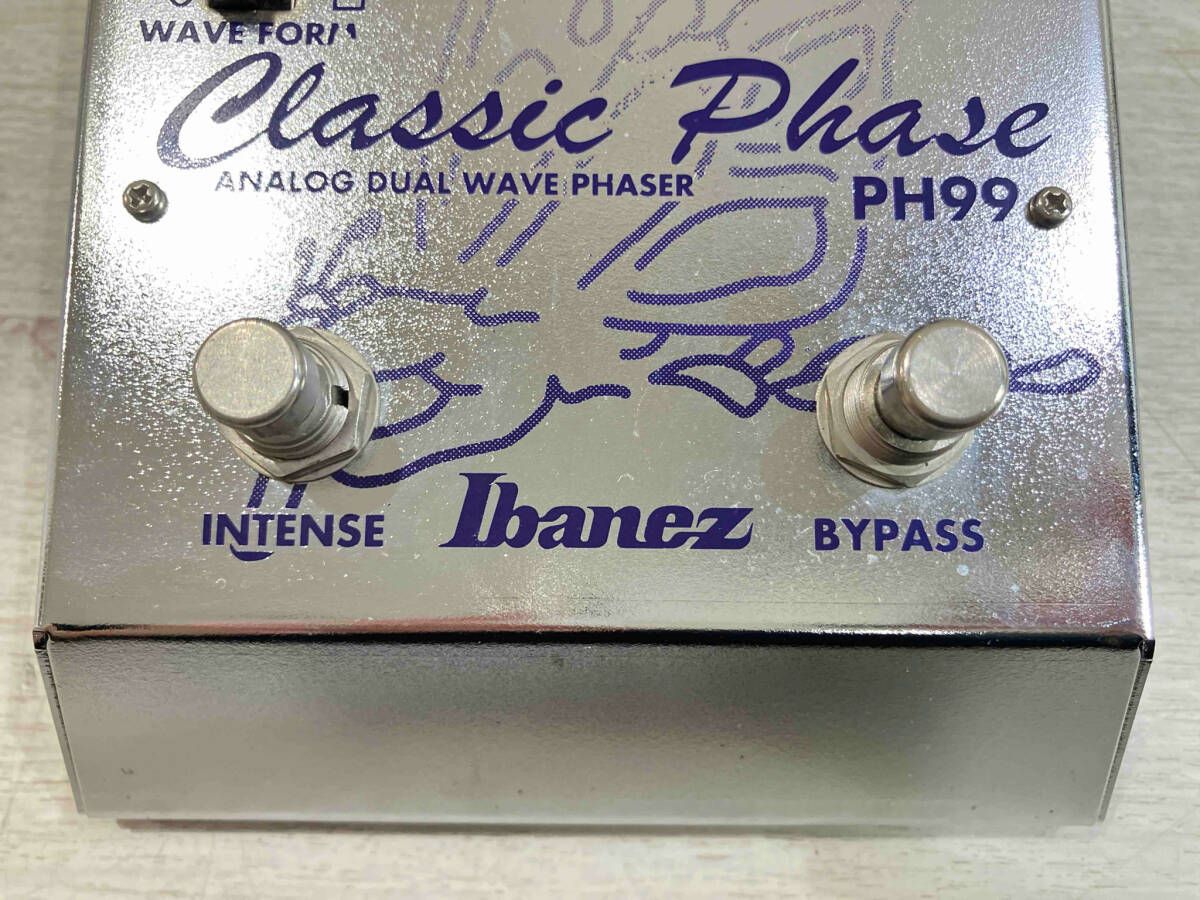 WAVE FORM
Classic Phase
ANALOG DUAL WAVE PHASER
PH99
INTENSE
Ibanez
BYPASS